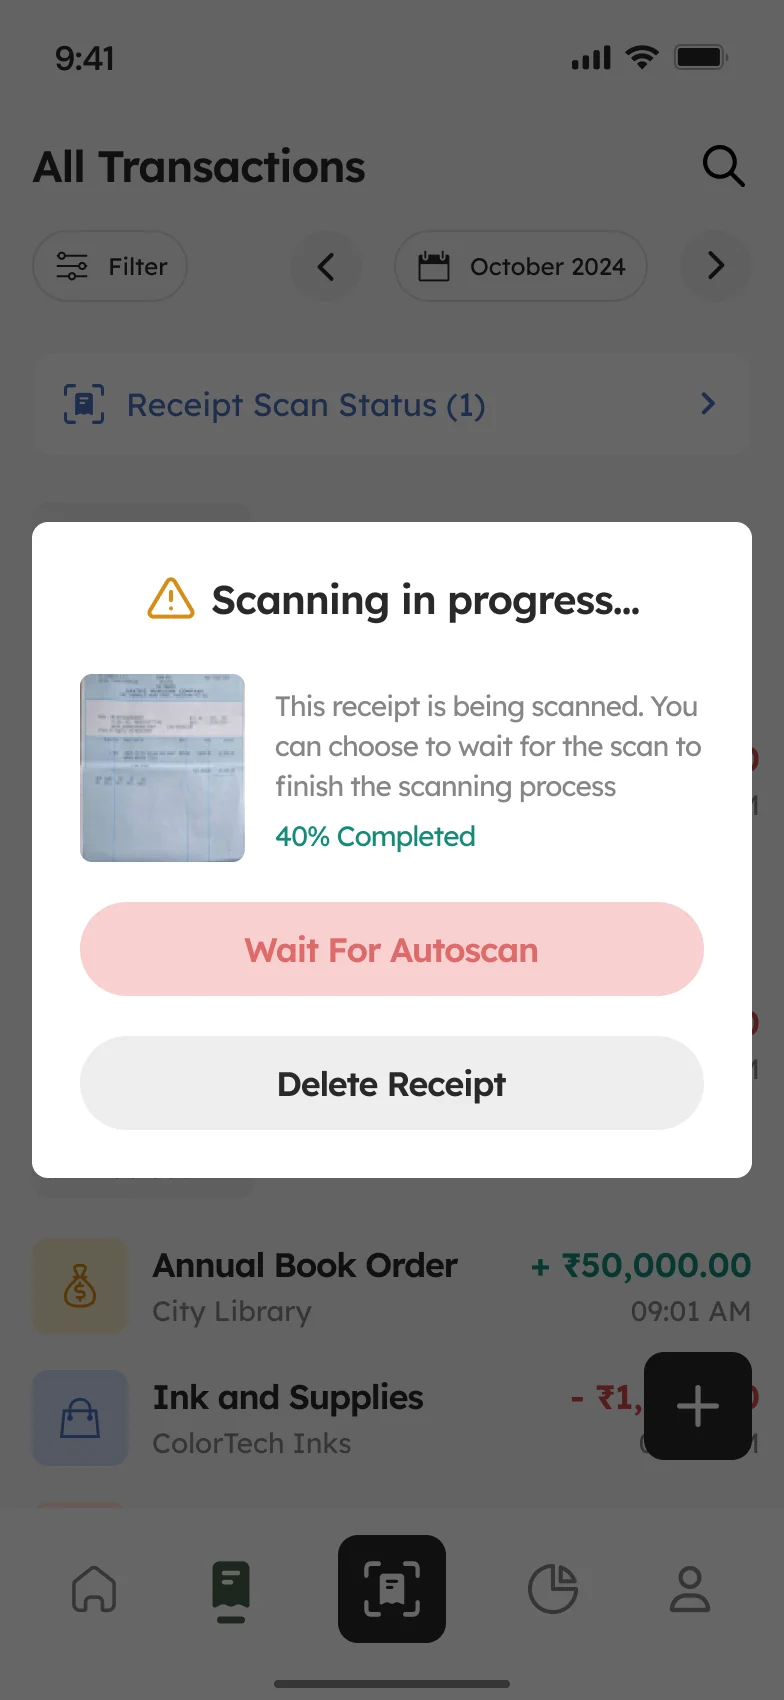 9:41
All Transactions
Filter
October 2024
Receipt Scan Status (1)
Scanning in progress...
This receipt is being scanned. You
can choose to wait for the scan to
finish the scanning process
40% Completed
Wait For Autoscan
Delete Receipt
Annual Book Order
+ ₹50,000.00
City Library
09:01 AM
Ink and Supplies
- ₹1,
ColorTech Inks